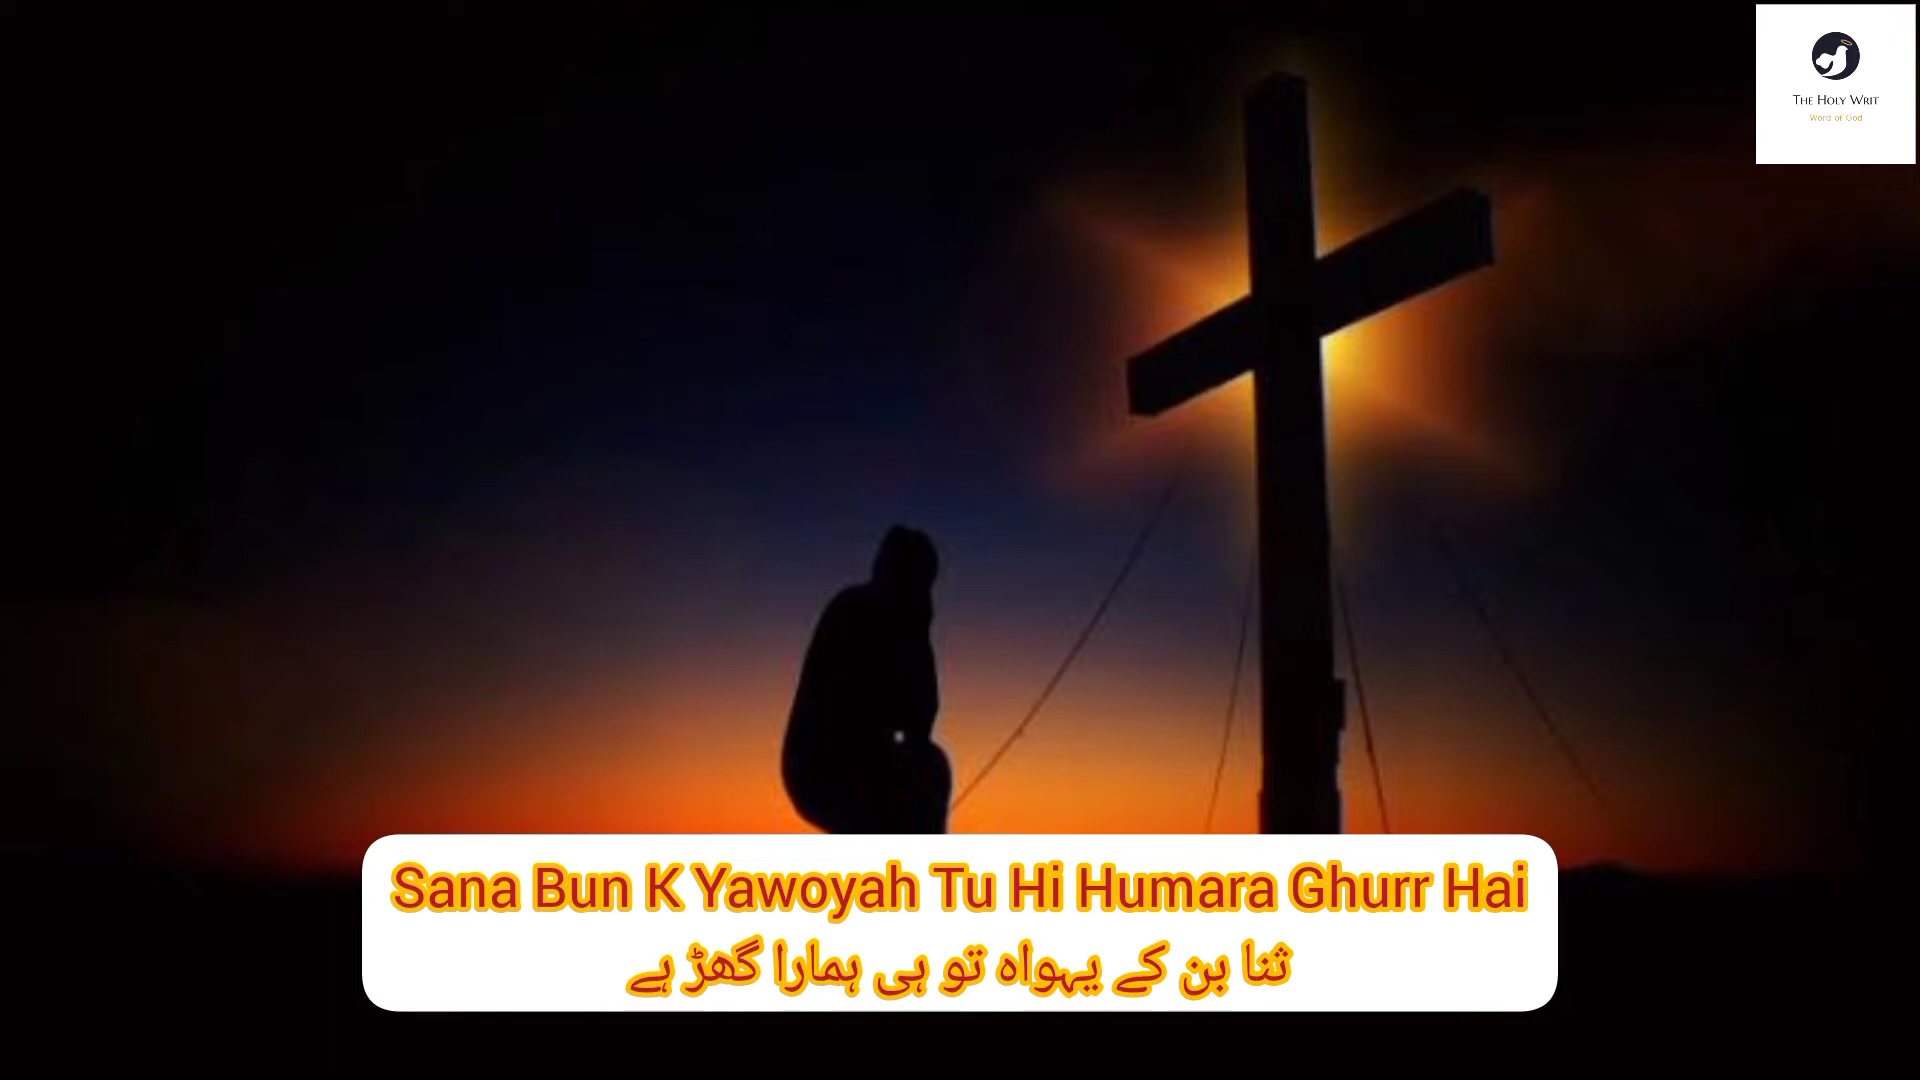 The Holy Writ
Word of God
Sana Bun K Yawoyah Tu Hi Humara Ghurr Hai
ثنا بن کے یہواہ تو ہی ہمارا گھڑ ہے